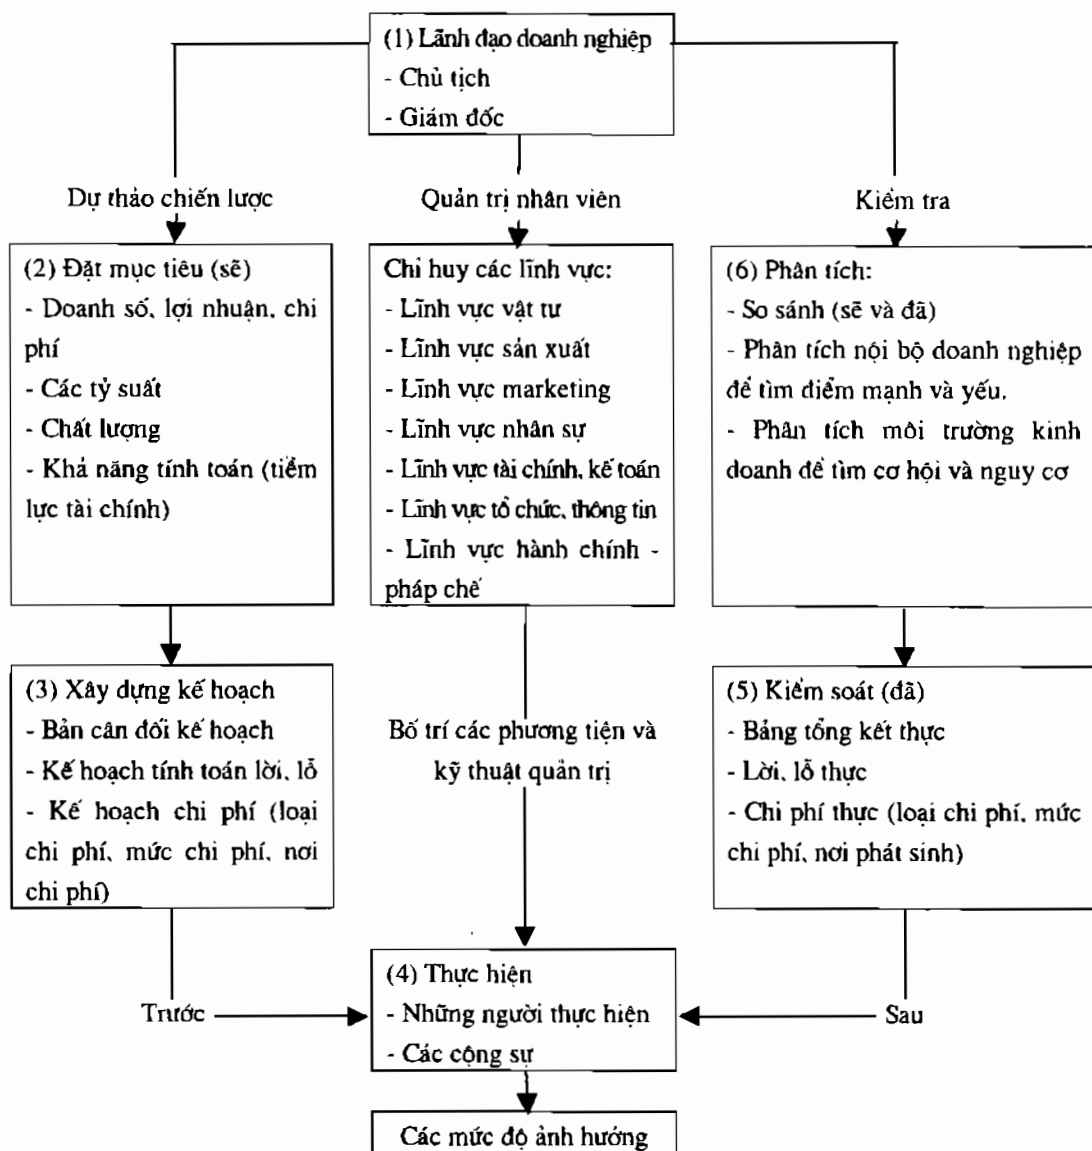 (1) Lãnh đạo doanh nghiệp
- Chủ tịch
- Giám đốc
Dự thảo chiến lược
Quản trị nhân viên
Kiểm tra
(2) Đặt mục tiêu (sẽ)
- Doanh số, lợi nhuận, chi
phí
- Các tỷ suất
- Chất lượng
- Khả năng tính toán (tiềm
lực tài chính)
Chỉ huy các lĩnh vực:
- Lĩnh vực vật tư
- Lĩnh vực sản xuất
- Lĩnh vực marketing
- Lĩnh vực nhân sự
- Lĩnh vực tài chính, kế toán
- Lĩnh vực tổ chức, thông tin
- Lĩnh vực hành chính -
pháp chế
(6) Phân tích:
- So sánh (sẽ và đã)
- Phân tích nội bộ doanh nghiệp
để tìm điểm mạnh và yếu.
- Phân tích môi trường kinh
doanh để tìm cơ hội và nguy cơ
(3) Xây dựng kế hoạch
- Bản cân đối kế hoạch
- Kế hoạch tính toán lời, lỗ
- Kế hoạch chi phí (loại
chi phí, mức chi phí, nơi
chi phí)
Bố trí các phương tiện và
kỹ thuật quản trị
(5) Kiểm soát (đã)
- Bảng tổng kết thực
- Lời, lỗ thực
- Chi phí thực (loại chi phí, mức
chi phí, nơi phát sinh)
Trước
(4) Thực hiện
- Những người thực hiện
- Các cộng sự
Sau
Các mức độ ảnh hưởng